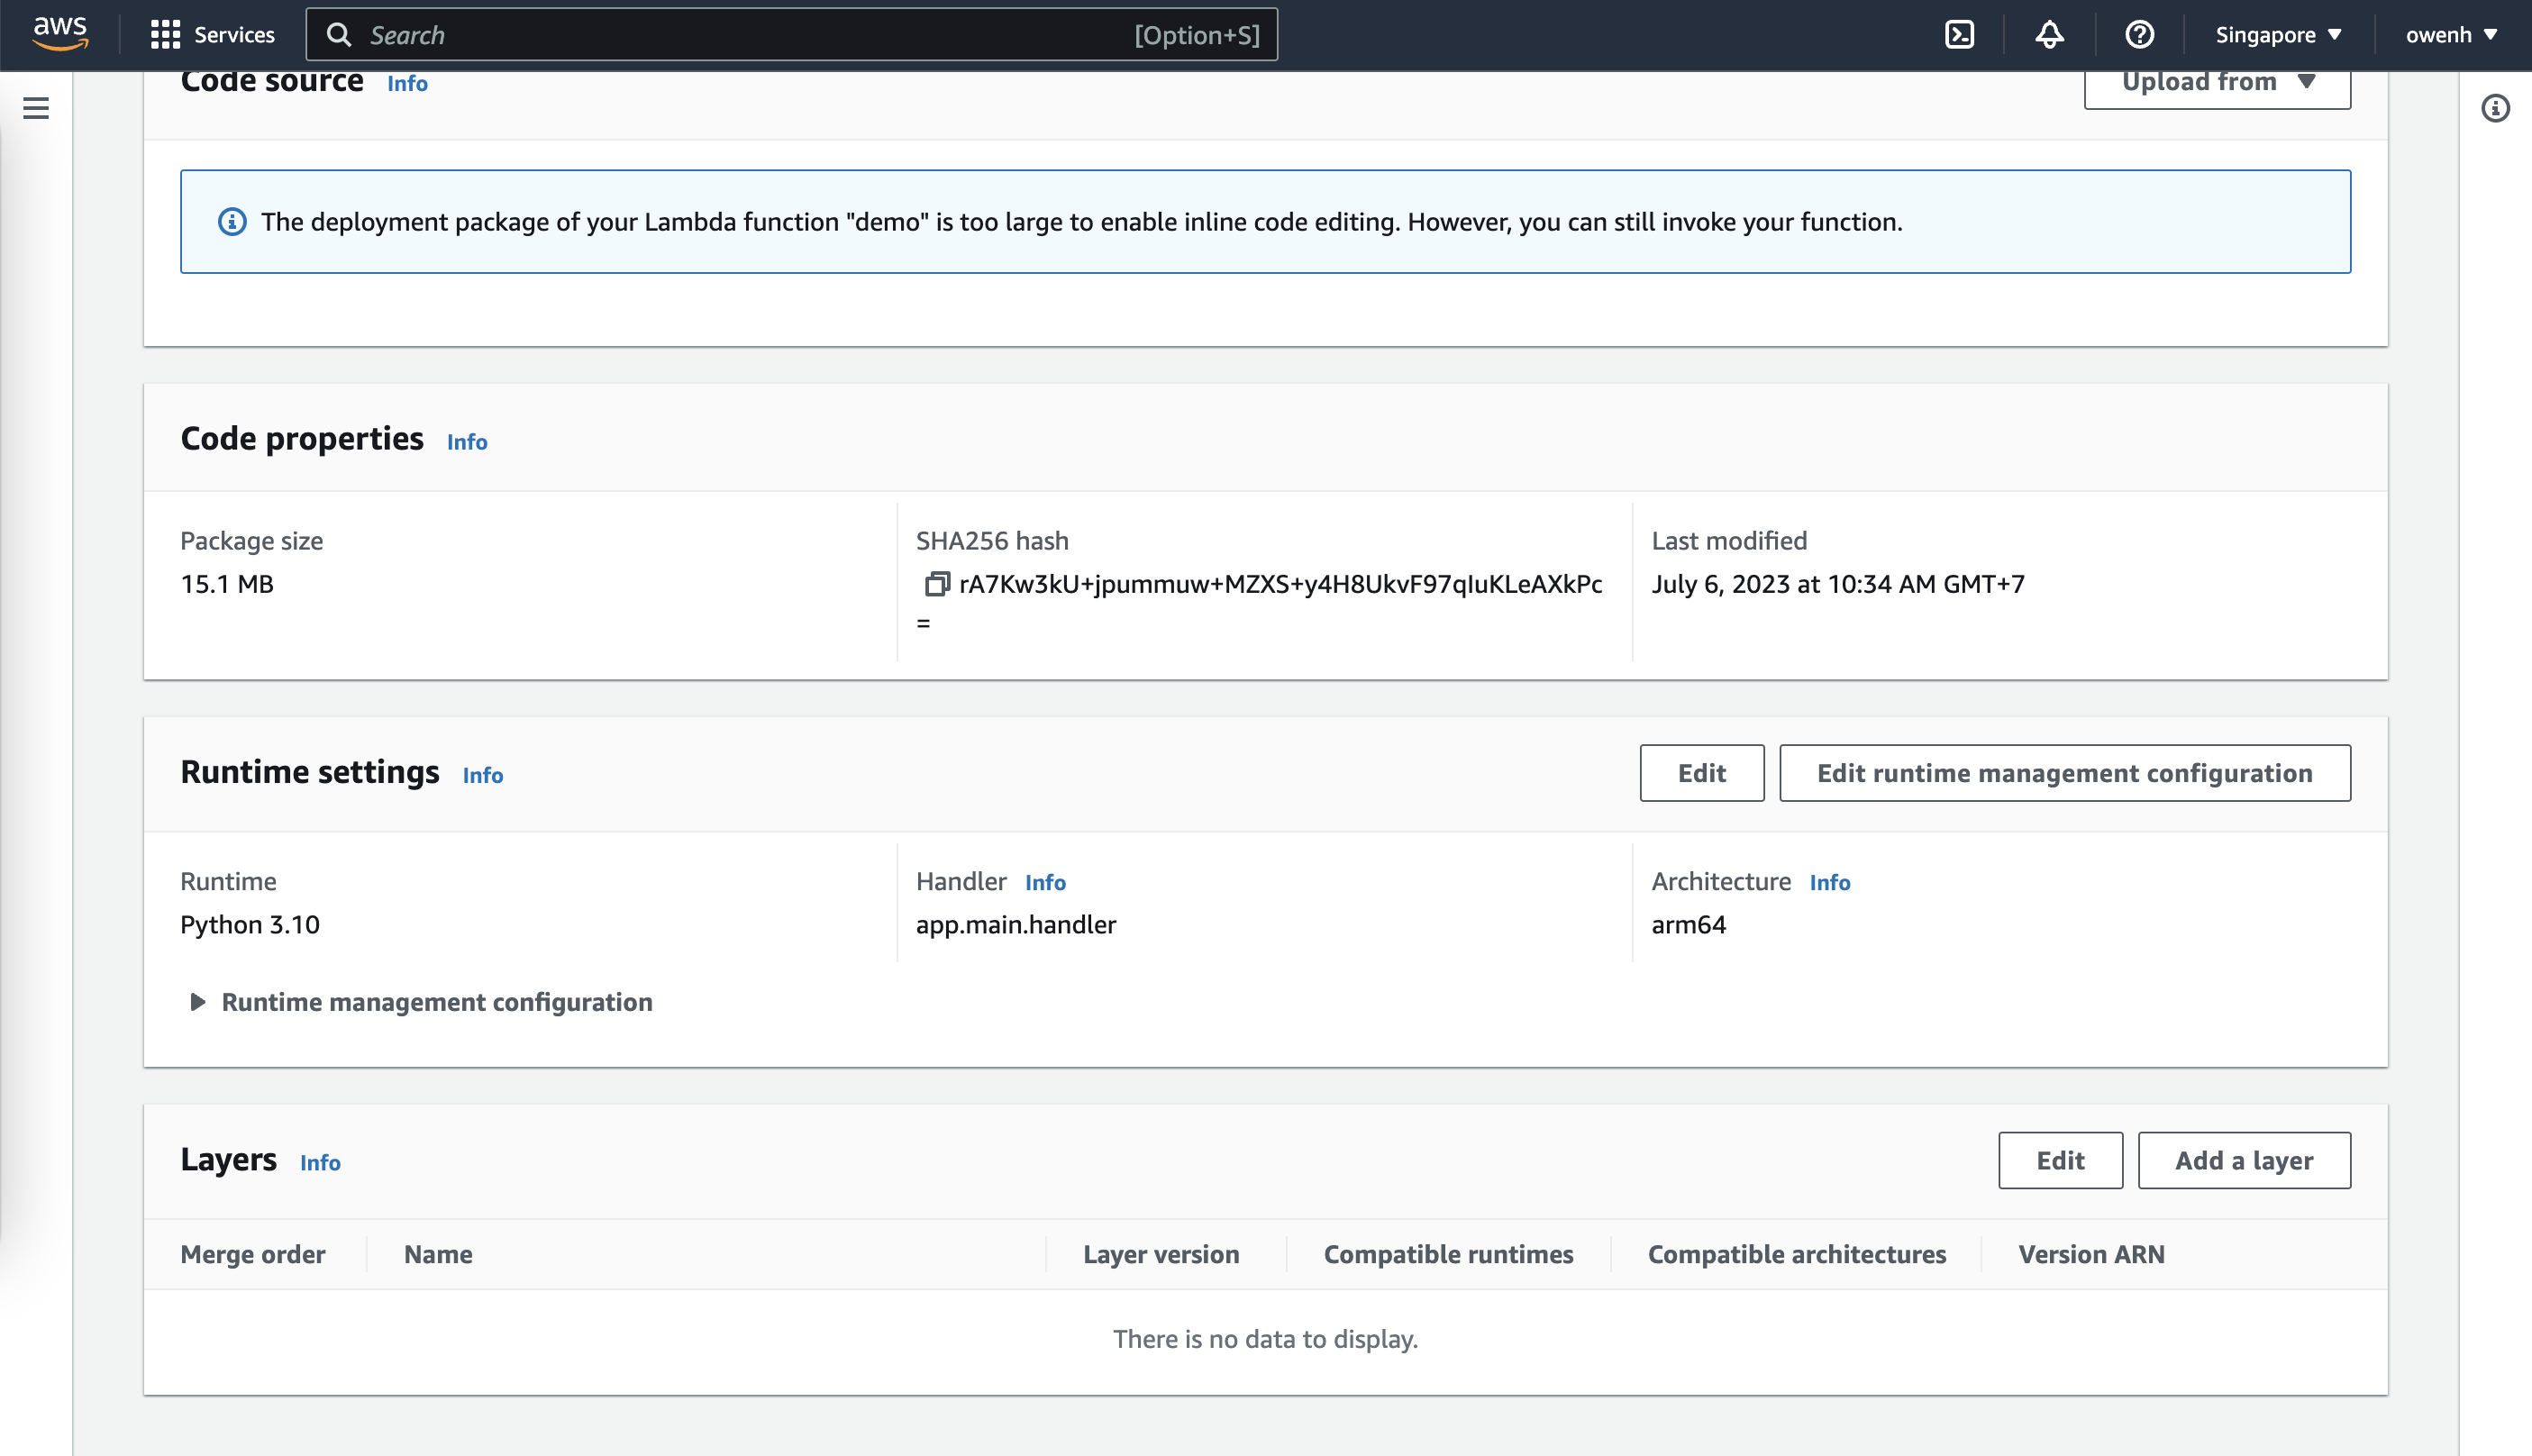 aws
Services
Search
[Option+S]
Singapore
owenh
Code source
Info
Upload from
The deployment package of your Lambda function "demo" is too large to enable inline code editing. However, you can still invoke your function.
Code properties
Info
Package size
15.1 MB
SHA256 hash
rA7Kw3kU+jpummuw+MZXS+y4H8UkvF97qIuKLeAXkPc
=
Last modified
July 6, 2023 at 10:34 AM GMT+7
Runtime settings
Info
Edit
Edit runtime management configuration
Runtime
Python 3.10
Handler
Info
app.main.handler
Architecture
Info
arm64
Runtime management configuration
Layers
Info
Edit
Add a layer
Merge order
Name
Layer version
Compatible runtimes
Compatible architectures
Version ARN
There is no data to display.